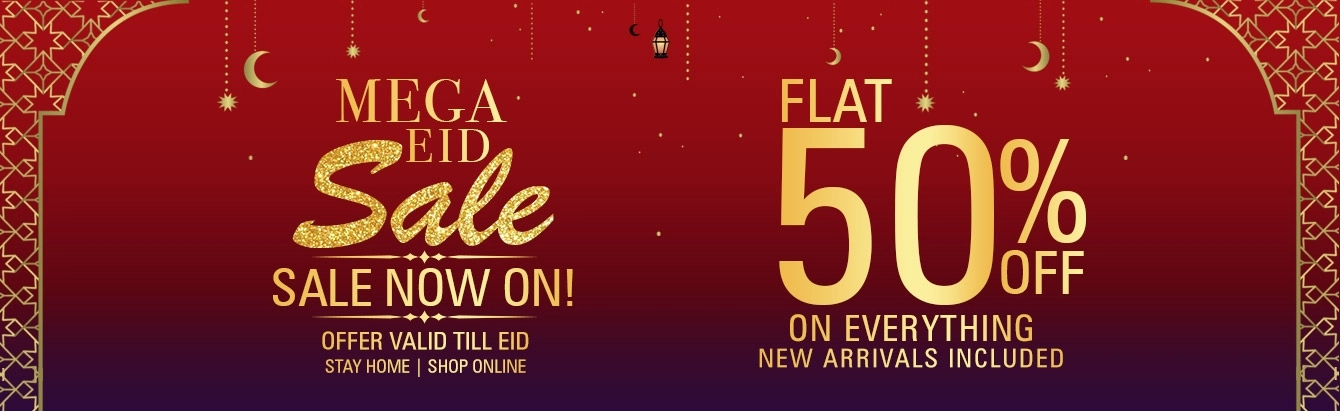 MEGA
EID
Sale
SALE NOW ON!
OFFER VALID TILL EID
STAY HOME | SHOP ONLINE
FLAT
50%
OFF
ON EVERYTHING
NEW ARRIVALS INCLUDED